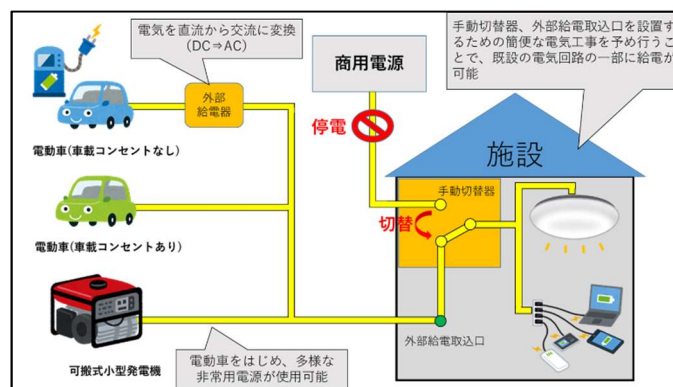 電気を直流から交流に変換
(DC⇒AC)
外部
給電器
電動車(車載コンセントなし)
電動車(車載コンセントあり)
可搬式小型発電機
電動車をはじめ、多様な
非常用電源が使用可能
商用電源
停電
手動切替器、外部給電取込口を設置す
るための簡便な電気工事を予め行うこ
とで、既設の電気回路の一部に給電が
可能
施設
手動切替器
切替
外部給電取込口